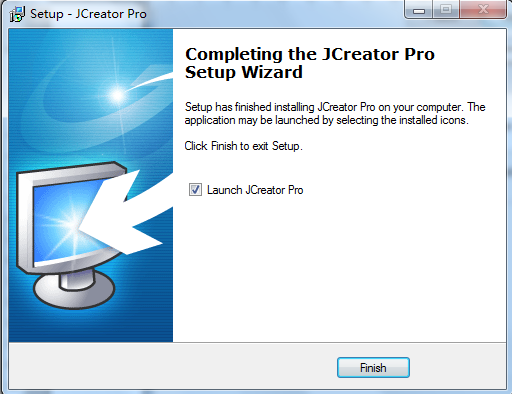 Setup - JCreator Pro
Completing the JCreator Pro
Setup Wizard
Setup has finished installing JCreator Pro on your computer. The
application may be launched by selecting the installed icons.
Click Finish to exit Setup.
Launch JCreator Pro
Finish